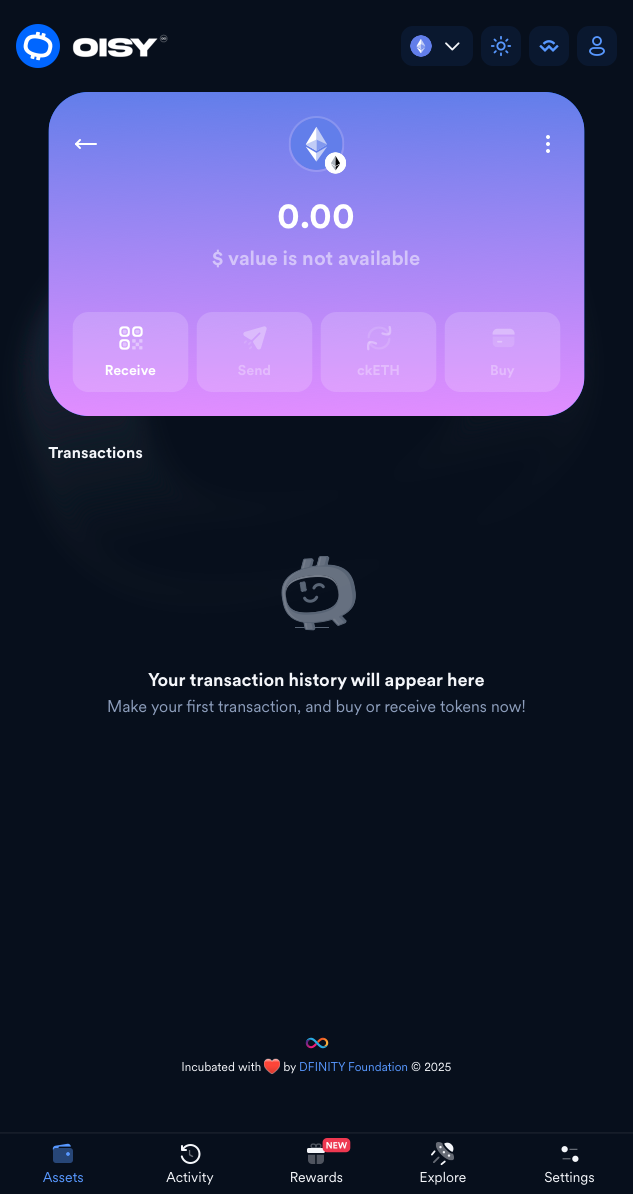 OISY
0.00
$ value is not available
Receive
Send
ckETH
Buy
Transactions
Your transaction history will appear here
Make your first transaction, and buy or receive tokens now!
Incubated with ❤️ by DFINITY Foundation © 2025
NEW
Assets
Activity
Rewards
Explore
Settings